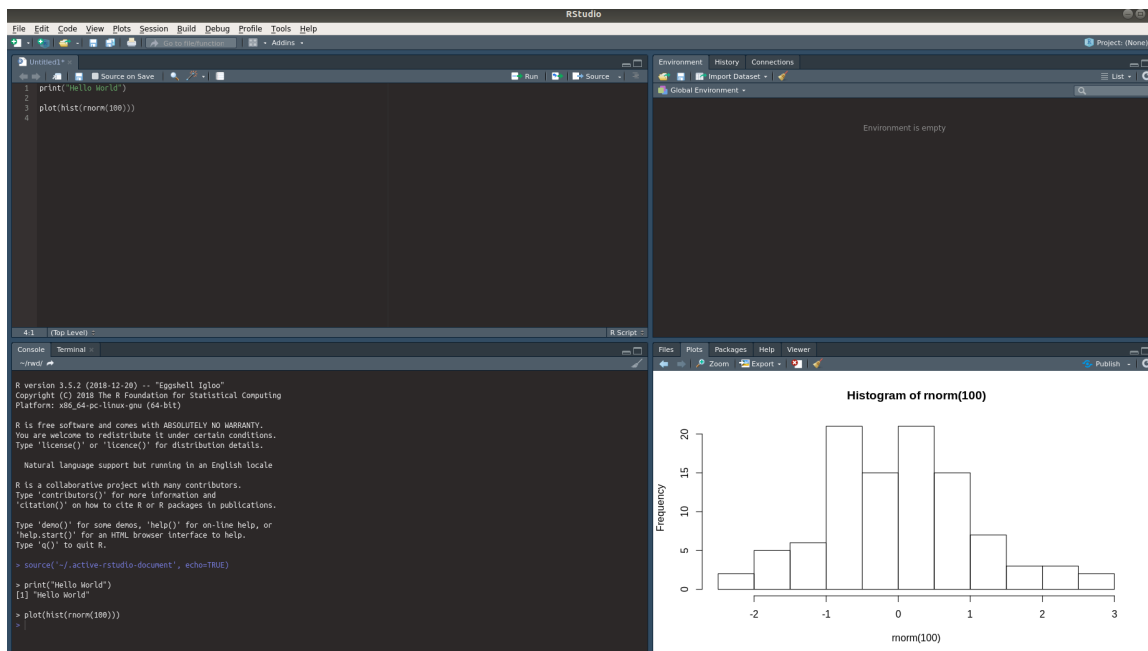 RStudio
File Edit Code View Plots Session Build Debug Profile Tools Help
Go to file/function Addins Project: (None)
Untitled1*
Source on Save Run Source
1 print("Hello World")
2
3 plot(hist(rnorm(100)))
4
4:1 (Top Level) R Script
Console Terminal
~/rwd/
R version 3.5.2 (2018-12-20) -- "Eggshell Igloo"
Copyright (C) 2018 The R Foundation for Statistical Computing
Platform: x86_64-pc-linux-gnu (64-bit)
R is free software and comes with ABSOLUTELY NO WARRANTY.
You are welcome to redistribute it under certain conditions.
Type 'license()' or 'licence()' for distribution details.
Natural language support but running in an English locale
R is a collaborative project with many contributors.
Type 'contributors()' for more information and
'citation()' on how to cite R or R packages in publications.
Type 'demo()' for some demos, 'help()' for on-line help, or
'help.start()' for an HTML browser interface to help.
Type 'q()' to quit R.
> source('~/.active-rstudio-document', echo=TRUE)
> print("Hello World")
[1] "Hello World"
> plot(hist(rnorm(100)))
>
Environment History Connections
Import Dataset List
Global Environment
Environment is empty
Files Plots Packages Help Viewer
Zoom Export Publish
Histogram of rnorm(100)
Frequency
20
15
10
5
0
-2 -1 0 1 2 3
rnorm(100)